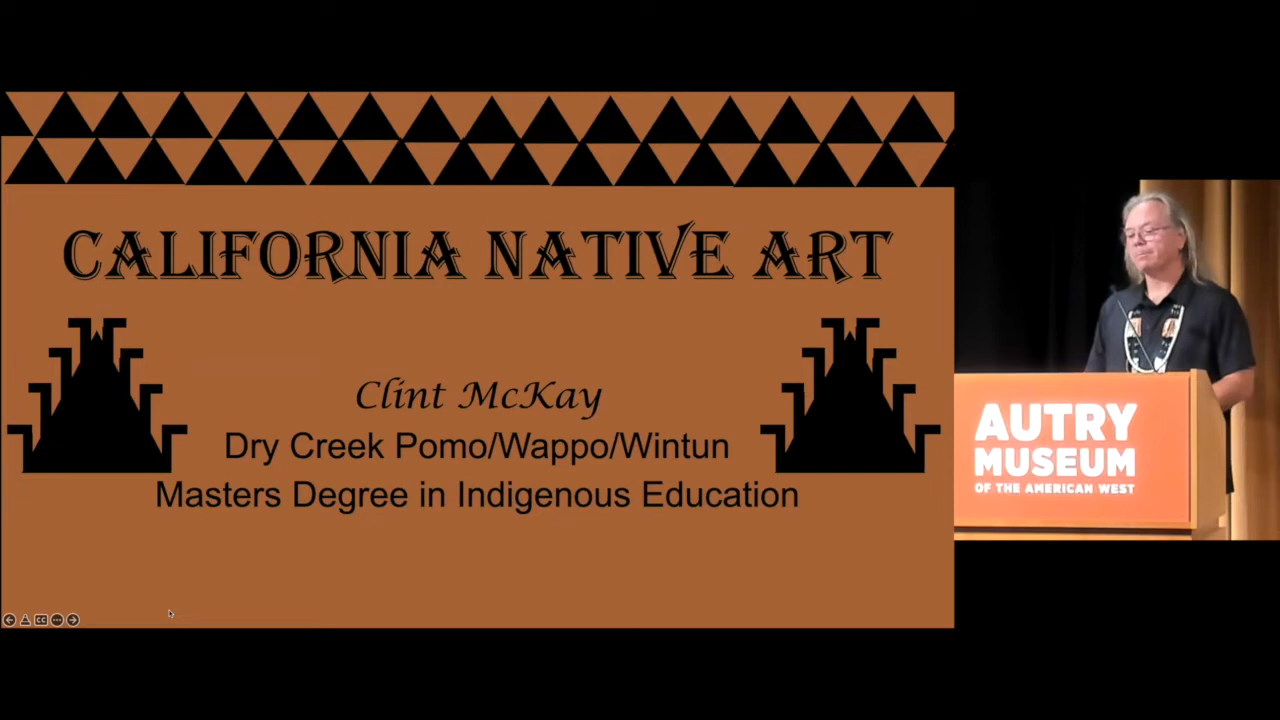 CALIFORNIA NATIVE ART
Clint McKay
Dry Creek Pomo/Wappo/Wintun
Masters Degree in Indigenous Education
CC
AUTRY
MUSEUM
OF THE AMERICAN WEST